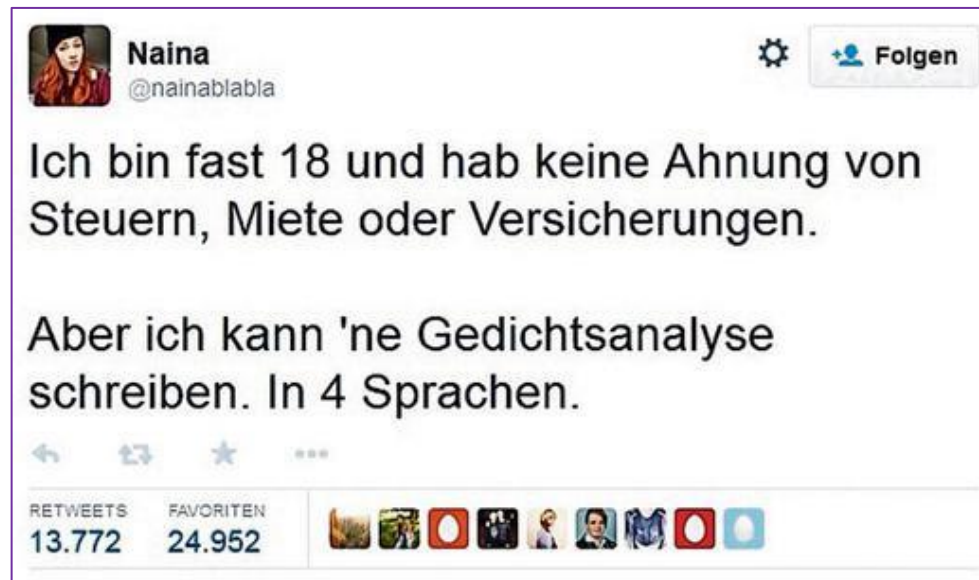 Naina
@nainablabla
Folgen
Ich bin fast 18 und hab keine Ahnung von
Steuern, Miete oder Versicherungen.
Aber ich kann 'ne Gedichtsanalyse
schreiben. In 4 Sprachen.
RETWEETS FAVORITEN
13.772 24.952